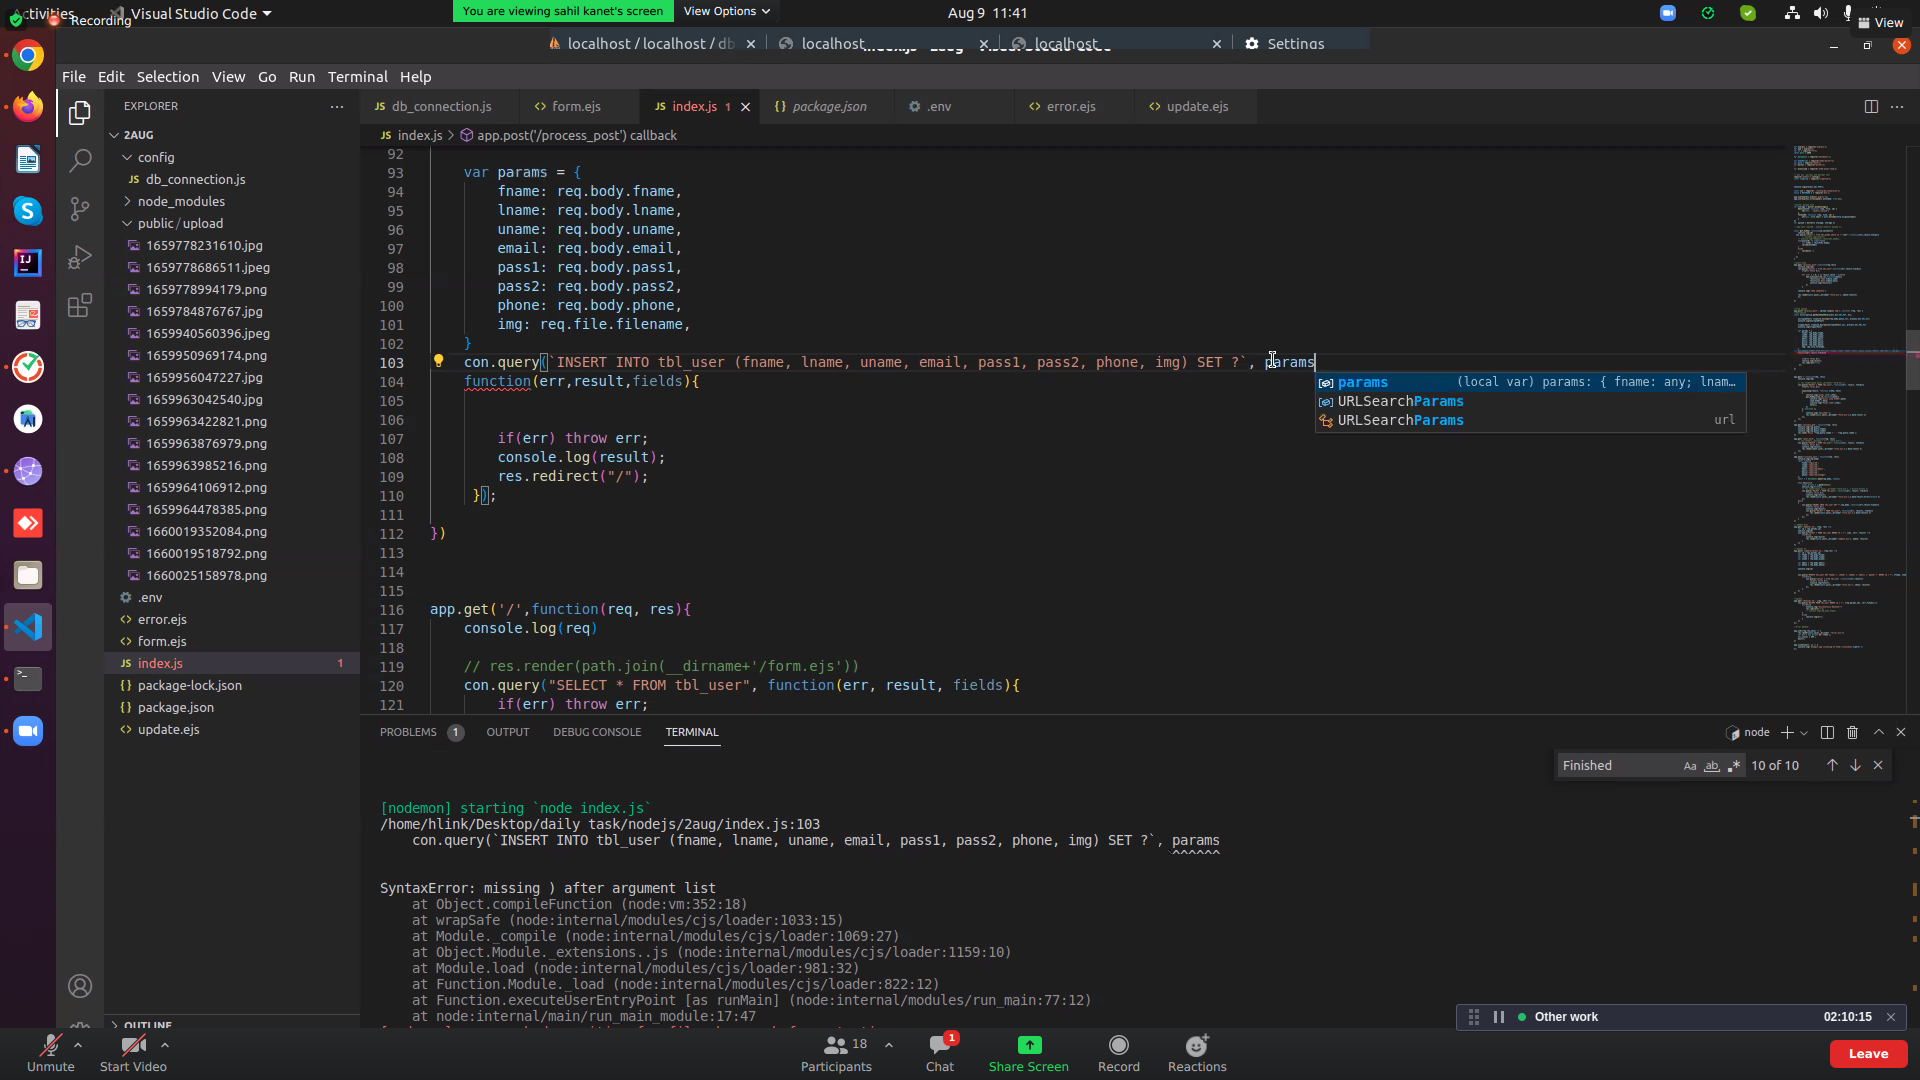 Activities
Visual Studio Code
Recording
You are viewing sahil kanet's screen
View Options
Aug 9 11:41
View
localhost / localhost / db
localhost
localhost
Settings
File Edit Selection View Go Run Terminal Help
EXPLORER
db_connection.js
form.ejs
index.js 1
package.json
.env
error.ejs
update.ejs
index.js > app.post('/process_post') callback
2AUG
config
db_connection.js
node_modules
public / upload
1659778231610.jpg
1659778686511.jpeg
1659778994179.png
1659784876767.jpg
1659940560396.jpeg
1659950969174.png
1659956047227.jpg
1659963042540.jpg
1659963422821.png
1659963876979.png
1659963985216.png
1659964106912.png
1659964478385.png
1660019352084.png
1660019518792.png
1660025158978.png
.env
error.ejs
form.ejs
index.js 1
package-lock.json
package.json
update.ejs
OUTLINE
92
93 var params = {
94 fname: req.body.fname,
95 lname: req.body.lname,
96 uname: req.body.uname,
97 email: req.body.email,
98 pass1: req.body.pass1,
99 pass2: req.body.pass2,
100 phone: req.body.phone,
101 img: req.file.filename,
102 }
103 con.query(`INSERT INTO tbl_user (fname, lname, uname, email, pass1, pass2, phone, img) SET ?`, params
104 function(err,result,fields){
105
106
107 if(err) throw err;
108 console.log(result);
109 res.redirect("/");
110 });
111
112 })
113
114
115
116 app.get('/',function(req, res){
117 console.log(req)
118
119 // res.render(path.join(__dirname+'/form.ejs'))
120 con.query("SELECT * FROM tbl_user", function(err, result, fields){
121 if(err) throw err;
params (local var) params: { fname: any; lnam…
URLSearchParams
URLSearchParams url
PROBLEMS 1 OUTPUT DEBUG CONSOLE TERMINAL
node
Finished
Aa ab 10 of 10
[nodemon] starting `node index.js`
/home/hlink/Desktop/daily task/nodejs/2aug/index.js:103
con.query(`INSERT INTO tbl_user (fname, lname, uname, email, pass1, pass2, phone, img) SET ?`, params
^^^^^^
SyntaxError: missing ) after argument list
at Object.compileFunction (node:vm:352:18)
at wrapSafe (node:internal/modules/cjs/loader:1033:15)
at Module._compile (node:internal/modules/cjs/loader:1069:27)
at Object.Module._extensions..js (node:internal/modules/cjs/loader:1159:10)
at Module.load (node:internal/modules/cjs/loader:981:32)
at Function.Module._load (node:internal/modules/cjs/loader:822:12)
at Function.executeUserEntryPoint [as runMain] (node:internal/modules/run_main:77:12)
at node:internal/main/run_main_module:17:47
Other work 02:10:15
Unmute
Start Video
18
Participants
1
Chat
Share Screen
Record
Reactions
Leave